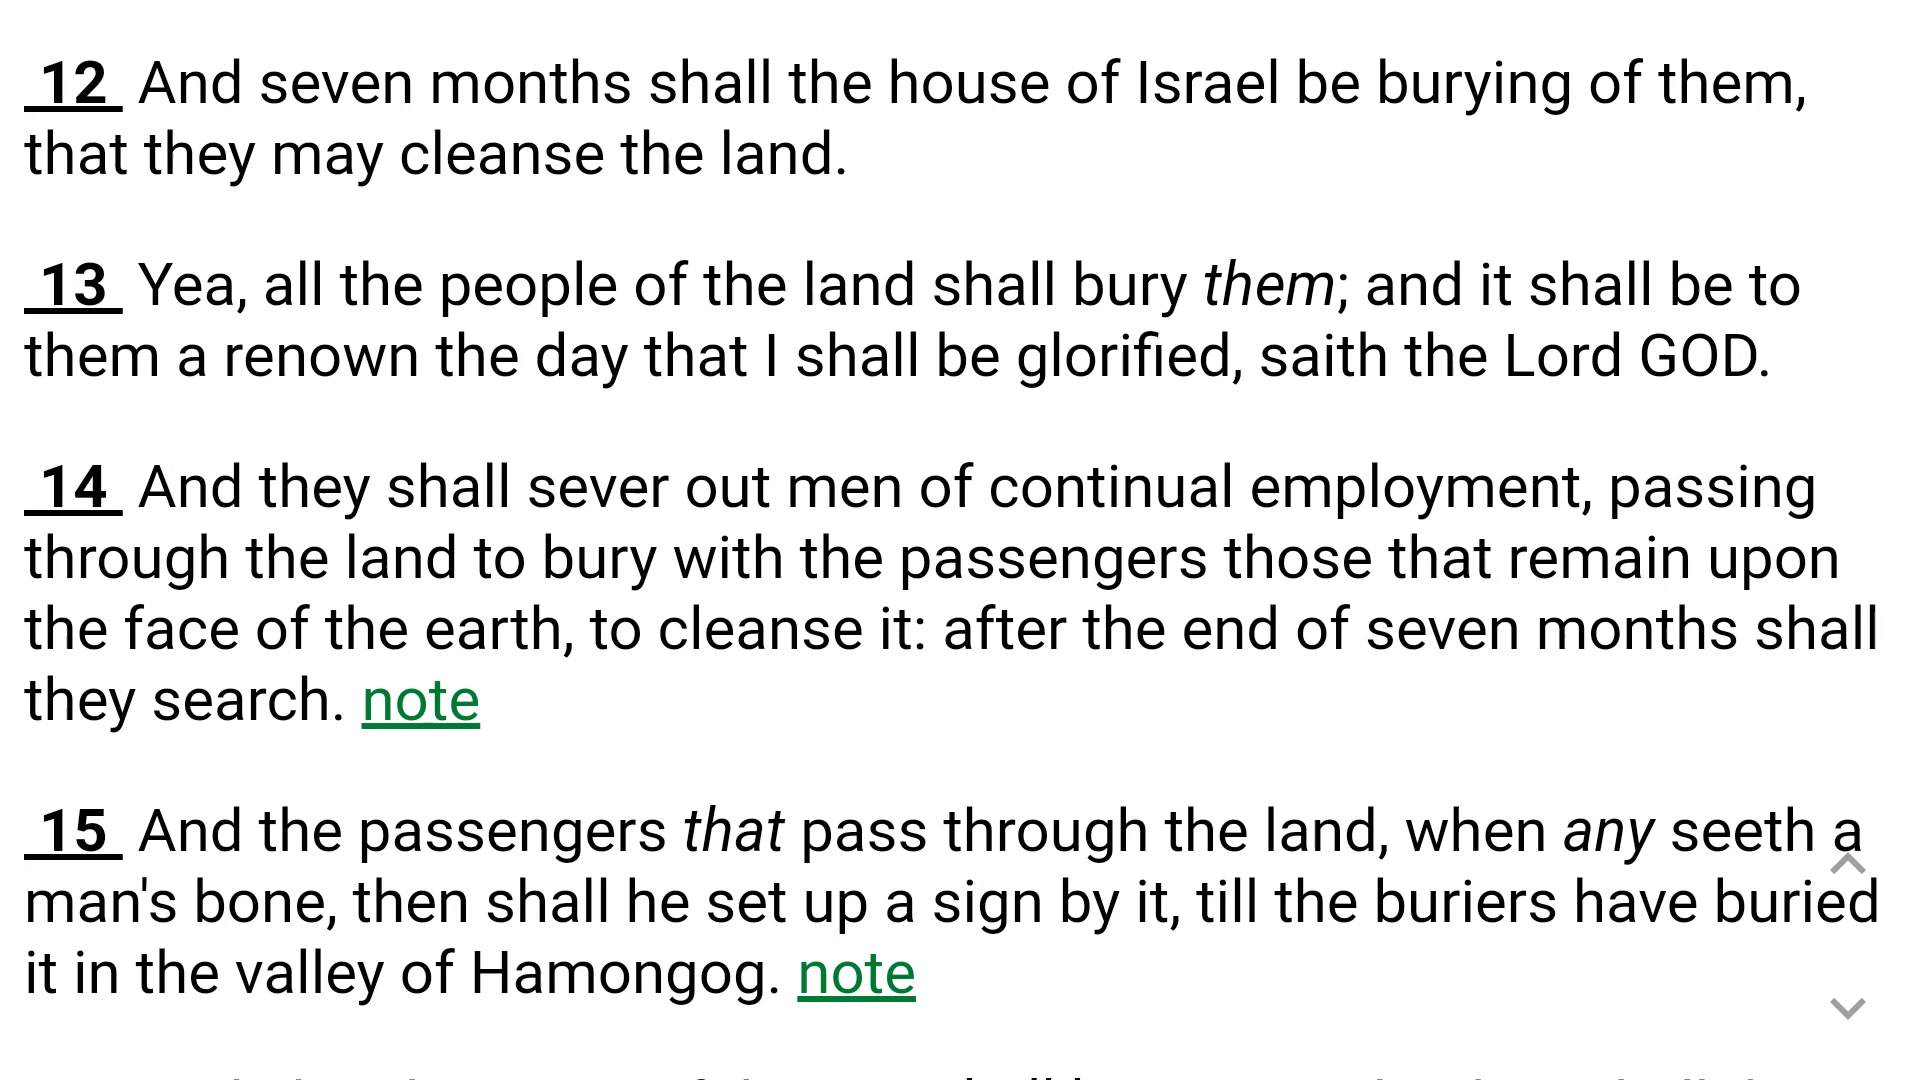 12 And seven months shall the house of Israel be burying of them,
that they may cleanse the land.
13 Yea, all the people of the land shall bury them; and it shall be to
them a renown the day that I shall be glorified, saith the Lord GOD.
14 And they shall sever out men of continual employment, passing
through the land to bury with the passengers those that remain upon
the face of the earth, to cleanse it: after the end of seven months shall
they search. note
15 And the passengers that pass through the land, when any seeth a
man's bone, then shall he set up a sign by it, till the buriers have buried
it in the valley of Hamongog. note